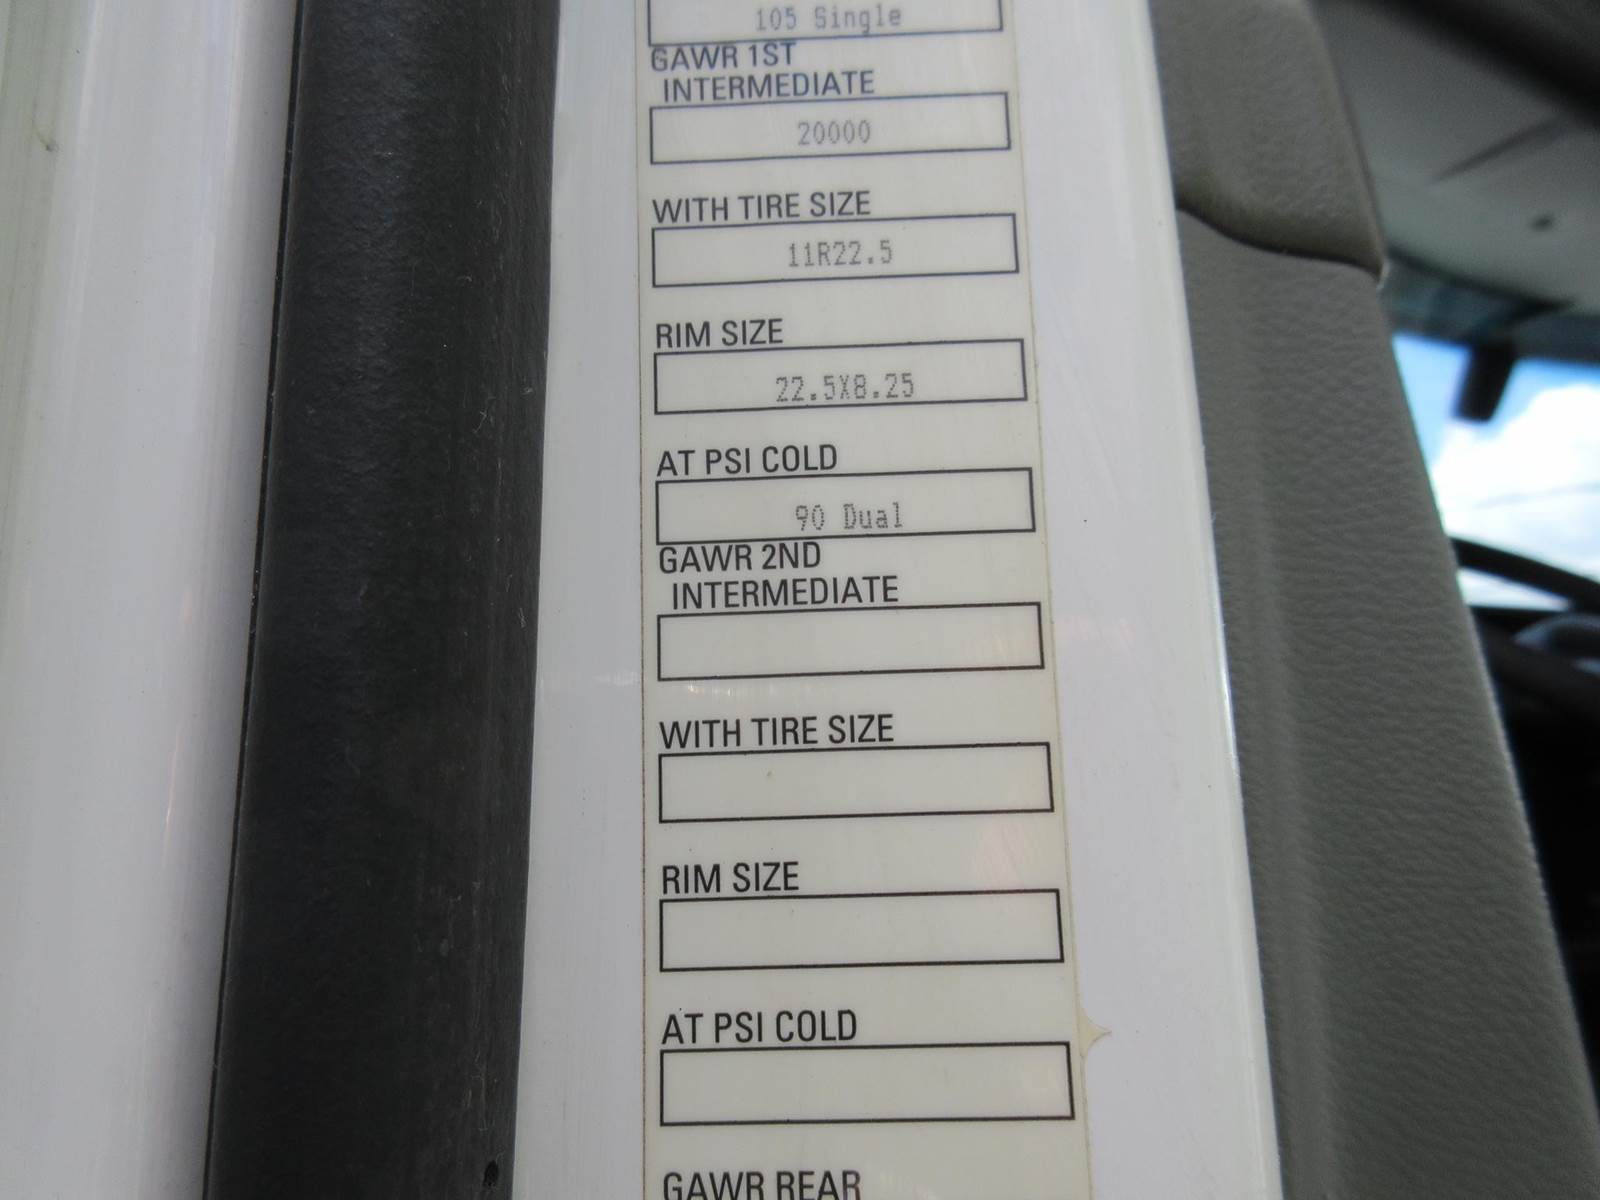 105 Single
GAWR 1ST
INTERMEDIATE
20000
WITH TIRE SIZE
11R22.5
RIM SIZE
22.5X8.25
AT PSI COLD
90 Dual
GAWR 2ND
INTERMEDIATE
WITH TIRE SIZE
RIM SIZE
AT PSI COLD
GAWR REAR